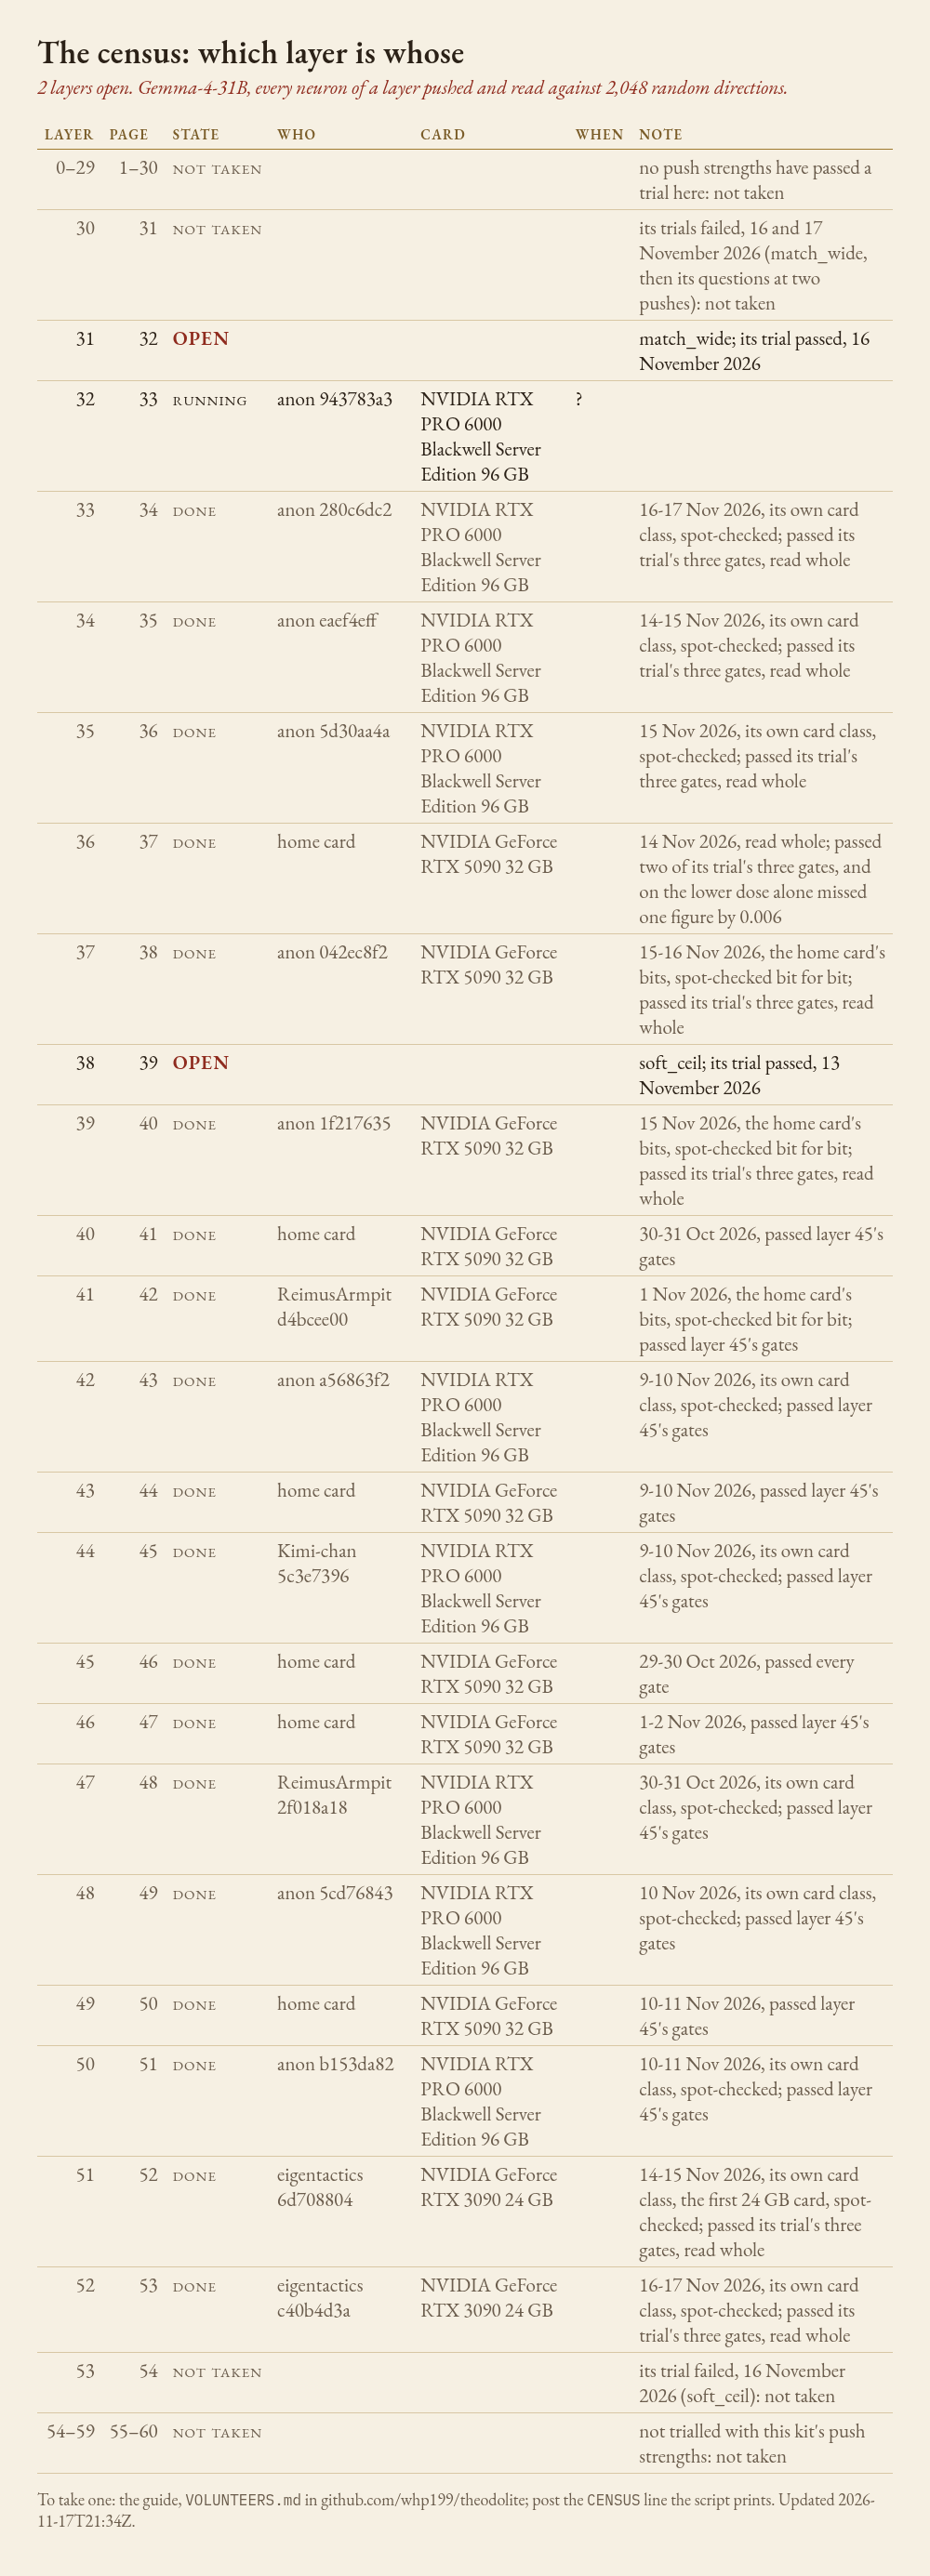 The census: which layer is whose
2 layers open. Gemma-4-31B, every neuron of a layer pushed and read against 2,048 random directions.
LAYER PAGE STATE WHO CARD WHEN NOTE
0–29 1–30 NOT TAKEN no push strengths have passed a
trial here: not taken
30 31 NOT TAKEN its trials failed, 16 and 17
November 2026 (match_wide,
then its questions at two
pushes): not taken
31 32 OPEN match_wide; its trial passed, 16
November 2026
32 33 RUNNING anon 943783a3 NVIDIA RTX ?
PRO 6000
Blackwell Server
Edition 96 GB
33 34 DONE anon 280c6dc2 NVIDIA RTX 16-17 Nov 2026, its own card
PRO 6000 class, spot-checked; passed its
Blackwell Server trial's three gates, read whole
Edition 96 GB
34 35 DONE anon eaef4eff NVIDIA RTX 14-15 Nov 2026, its own card
PRO 6000 class, spot-checked; passed its
Blackwell Server trial's three gates, read whole
Edition 96 GB
35 36 DONE anon 5d30aa4a NVIDIA RTX 15 Nov 2026, its own card class,
PRO 6000 spot-checked; passed its trial's
Blackwell Server three gates, read whole
Edition 96 GB
36 37 DONE home card NVIDIA GeForce 14 Nov 2026, read whole; passed
RTX 5090 32 GB two of its trial's three gates, and
on the lower dose alone missed
one figure by 0.006
37 38 DONE anon 042ec8f2 NVIDIA GeForce 15-16 Nov 2026, the home card's
RTX 5090 32 GB bits, spot-checked bit for bit;
passed its trial's three gates, read
whole
38 39 OPEN soft_ceil; its trial passed, 13
November 2026
39 40 DONE anon 1f217635 NVIDIA GeForce 15 Nov 2026, the home card's
RTX 5090 32 GB bits, spot-checked bit for bit;
passed its trial's three gates, read
whole
40 41 DONE home card NVIDIA GeForce 30-31 Oct 2026, passed layer 45's
RTX 5090 32 GB gates
41 42 DONE ReimusArmpit NVIDIA GeForce 1 Nov 2026, the home card's
d4bcee00 RTX 5090 32 GB bits, spot-checked bit for bit;
passed layer 45's gates
42 43 DONE anon a56863f2 NVIDIA RTX 9-10 Nov 2026, its own card
PRO 6000 class, spot-checked; passed layer
Blackwell Server 45's gates
Edition 96 GB
43 44 DONE home card NVIDIA GeForce 9-10 Nov 2026, passed layer 45's
RTX 5090 32 GB gates
44 45 DONE Kimi-chan NVIDIA RTX 9-10 Nov 2026, its own card
5c3e7396 PRO 6000 class, spot-checked; passed layer
Blackwell Server 45's gates
Edition 96 GB
45 46 DONE home card NVIDIA GeForce 29-30 Oct 2026, passed every
RTX 5090 32 GB gate
46 47 DONE home card NVIDIA GeForce 1-2 Nov 2026, passed layer 45's
RTX 5090 32 GB gates
47 48 DONE ReimusArmpit NVIDIA RTX 30-31 Oct 2026, its own card
2f018a18 PRO 6000 class, spot-checked; passed layer
Blackwell Server 45's gates
Edition 96 GB
48 49 DONE anon 5cd76843 NVIDIA RTX 10 Nov 2026, its own card class,
PRO 6000 spot-checked; passed layer 45's
Blackwell Server gates
Edition 96 GB
49 50 DONE home card NVIDIA GeForce 10-11 Nov 2026, passed layer
RTX 5090 32 GB 45's gates
50 51 DONE anon b153da82 NVIDIA RTX 10-11 Nov 2026, its own card
PRO 6000 class, spot-checked; passed layer
Blackwell Server 45's gates
Edition 96 GB
51 52 DONE eigentactics NVIDIA GeForce 14-15 Nov 2026, its own card
6d708804 RTX 3090 24 GB class, the first 24 GB card, spot-
checked; passed its trial's three
gates, read whole
52 53 DONE eigentactics NVIDIA GeForce 16-17 Nov 2026, its own card
c40b4d3a RTX 3090 24 GB class, spot-checked; passed its
trial's three gates, read whole
53 54 NOT TAKEN its trial failed, 16 November
2026 (soft_ceil): not taken
54–59 55–60 NOT TAKEN not trialled with this kit's push
strengths: not taken
To take one: the guide, VOLUNTEERS.md in github.com/whp199/theodolite; post the CENSUS line the script prints. Updated 2026-
11-17T21:34Z.